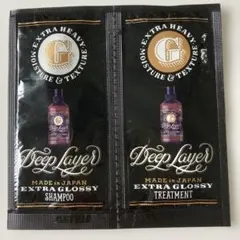 EXTRA HEAVY
G
MOISTURE & TEXTURE
Deep Layer
MADE IN JAPAN
EXTRA GLOSSY
SHAMPOO
EXTRA HEAVY
G
MOISTURE & TEXTURE
Deep Layer
MADE IN JAPAN
EXTRA GLOSSY
TREATMENT